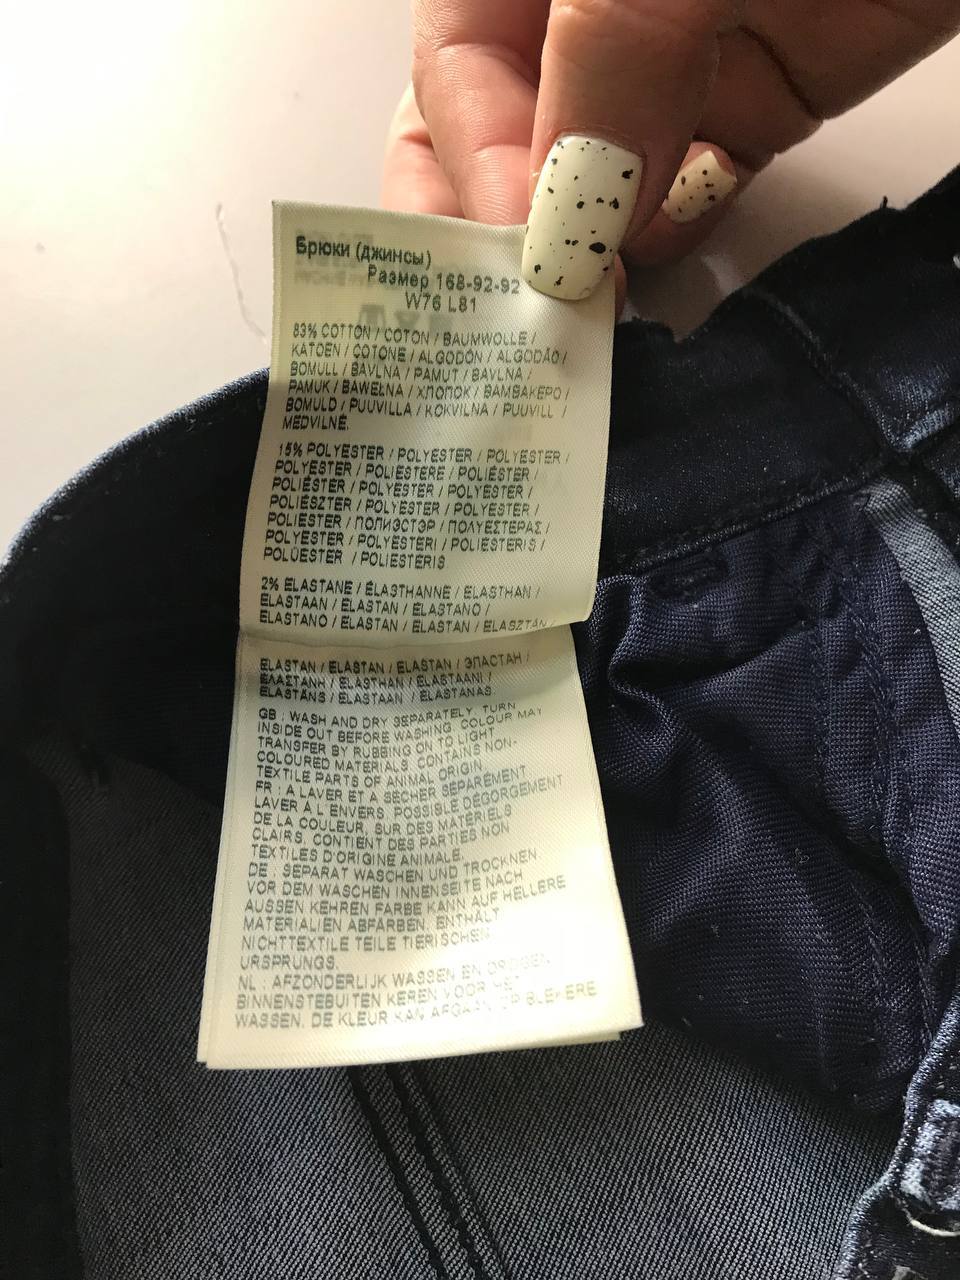 Брюки (джинсы)
Размер 168-92-92
W76 L81
83% COTTON / COTON / BAUMWOLLE /
KATOEN / COTONE / ALGODÓN / ALGODÃO /
BOMULL / BAVLNA / PAMUT / BAVLNA /
PAMUK / BAWEŁNA / ХЛОПОК / ΒΑΜΒΑΚΕΡΟ /
BOMULD / PUUVILLA / KOKVILNA / PUUVILL /
MEDVILNĖ.
15% POLYESTER / POLYESTER / POLYESTER /
POLYESTER / POLIESTERE / POLIÉSTER /
POLIÉSTER / POLYESTER / POLYESTER /
POLIÉSZTER / POLYESTER / POLYESTER /
POLIESTER / ПОЛИЭСТЭР / ΠΟΛΥΕΣΤΕΡΑΣ /
POLYESTER / POLYESTERI / POLIESTERIS /
POLÜESTER / POLIESTERIS
2% ELASTANE / ÉLASTHANNE / ELASTHAN /
ELASTAAN / ELASTAN / ELASTANO /
ELASTANO / ELASTAN / ELASTAN / ELASZTÁN /
ELASTAN / ELASTAN / ELASTAN / ЭЛАСТАН /
ΕΛΑΣΤΑΝΗ / ELASTHAN / ELASTAANI /
ELASTĀNS / ELASTAAN / ELASTANAS.
GB : WASH AND DRY SEPARATELY. TURN
INSIDE OUT BEFORE WASHING. COLOUR MAY
TRANSFER BY RUBBING ON TO LIGHT
COLOURED MATERIALS. CONTAINS NON-
TEXTILE PARTS OF ANIMAL ORIGIN.
FR : A LAVER ET A SÉCHER SÉPARÉMENT
LAVER À L'ENVERS. POSSIBLE DÉGORGEMENT
DE LA COULEUR, SUR DES MATÉRIELS
CLAIRS. CONTIENT DES PARTIES NON
TEXTILES D'ORIGINE ANIMALE.
DE : SEPARAT WASCHEN UND TROCKNEN
VOR DEM WASCHEN INNENSEITE NACH
AUSSEN KEHREN FARBE KANN AUF HELLERE
MATERIALIEN ABFÄRBEN. ENTHÄLT
NICHTTEXTILE TEILE TIERISCHEN
URSPRUNGS.
NL : AFZONDERLIJK WASSEN EN DROGEN
BINNENSTEBUITEN KEREN VOOR HET
WASSEN. DE KLEUR KAN AFGAAN OP BLEKERE